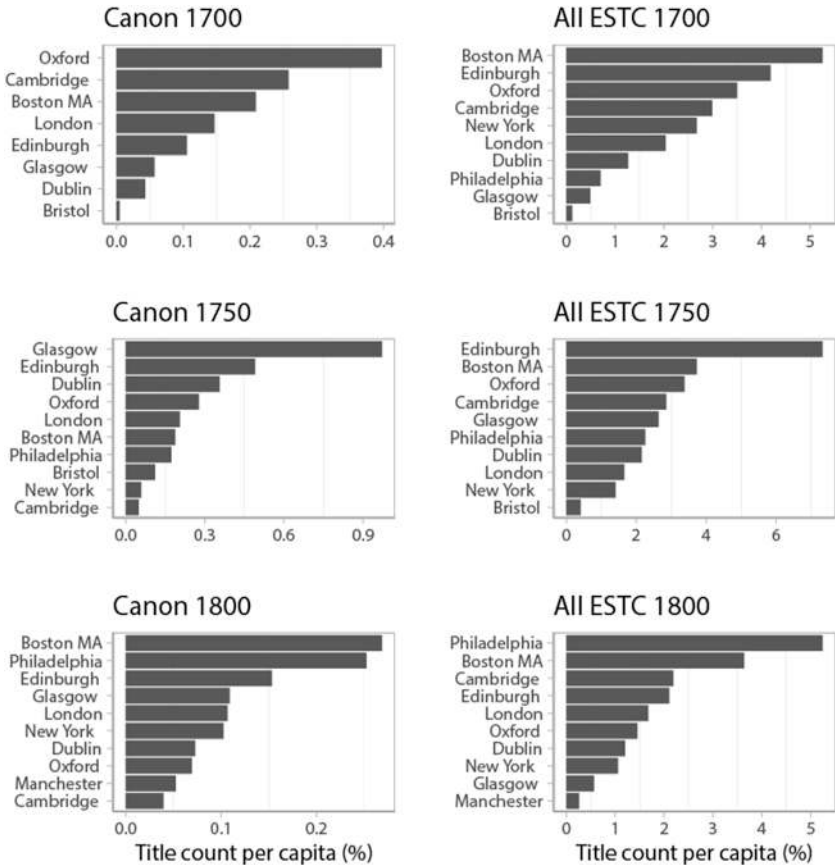 Canon 1700
Oxford
Cambridge
Boston MA
London
Edinburgh
Glasgow
Dublin
Bristol
0.0 0.1 0.2 0.3 0.4
All ESTC 1700
Boston MA
Edinburgh
Oxford
Cambridge
New York
London
Dublin
Philadelphia
Glasgow
Bristol
0 1 2 3 4 5
Canon 1750
Glasgow
Edinburgh
Dublin
Oxford
London
Boston MA
Philadelphia
Bristol
New York
Cambridge
0.0 0.3 0.6 0.9
All ESTC 1750
Edinburgh
Boston MA
Oxford
Cambridge
Glasgow
Philadelphia
Dublin
London
New York
Bristol
0 2 4 6
Canon 1800
Boston MA
Philadelphia
Edinburgh
Glasgow
London
New York
Dublin
Oxford
Manchester
Cambridge
0.0 0.1 0.2
Title count per capita (%)
All ESTC 1800
Philadelphia
Boston MA
Cambridge
Edinburgh
London
Oxford
Dublin
New York
Glasgow
Manchester
0 1 2 3 4 5
Title count per capita (%)